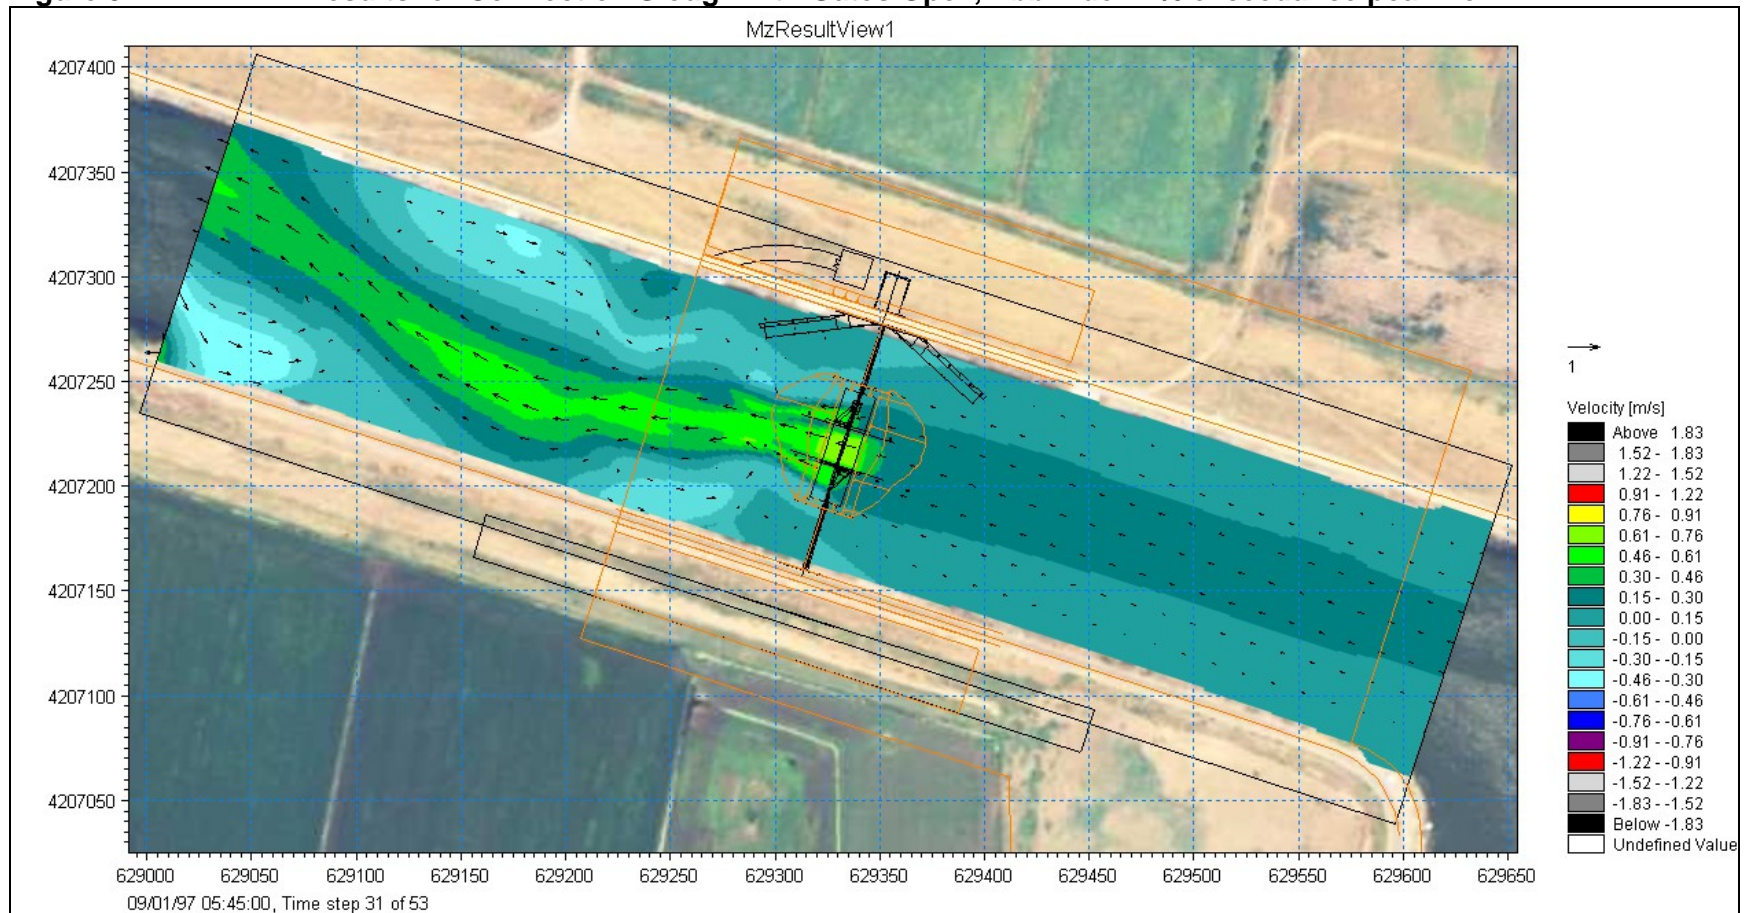 MzResultView1
4207400
4207350
4207300
4207250
4207200
4207150
4207100
4207050
629000 629050 629100 629150 629200 629250 629300 629350 629400 629450 629500 629550 629600 629650
09/01/97 05:45:00, Time step 31 of 53
1
Velocity [m/s]
Above 1.83
1.52 - 1.83
1.22 - 1.52
0.91 - 1.22
0.76 - 0.91
0.61 - 0.76
0.46 - 0.61
0.30 - 0.46
0.15 - 0.30
0.00 - 0.15
-0.15 - 0.00
-0.30 - -0.15
-0.46 - -0.30
-0.61 - -0.46
-0.76 - -0.61
-0.91 - -0.76
-1.22 - -0.91
-1.52 - -1.22
-1.83 - -1.52
Below -1.83
Undefined Value